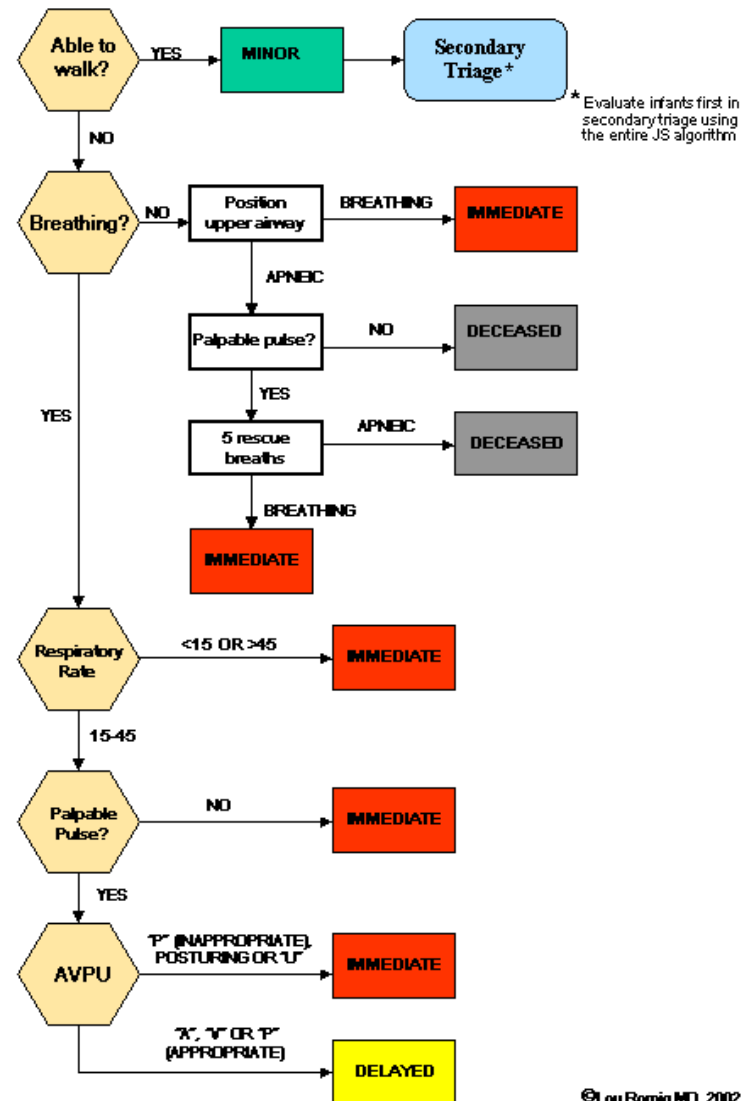 Able to
walk?
YES
MINOR
Secondary
Triage*
* Evaluate infants first in
secondary triage using
the entire JS algorithm
NO
Breathing?
NO
Position
upper airway
BREATHING
IMMEDIATE
APNEIC
Palpable pulse?
NO
DECEASED
YES
YES
5 rescue
breaths
APNEIC
DECEASED
BREATHING
IMMEDIATE
Respiratory
Rate
<15 OR >45
IMMEDIATE
15-45
Palpable
Pulse?
NO
IMMEDIATE
YES
AVPU
"P" (INAPPROPRIATE),
POSTURING OR "U"
IMMEDIATE
"A", "V" OR "P"
(APPROPRIATE)
DELAYED
©Lou Romig MD, 2002